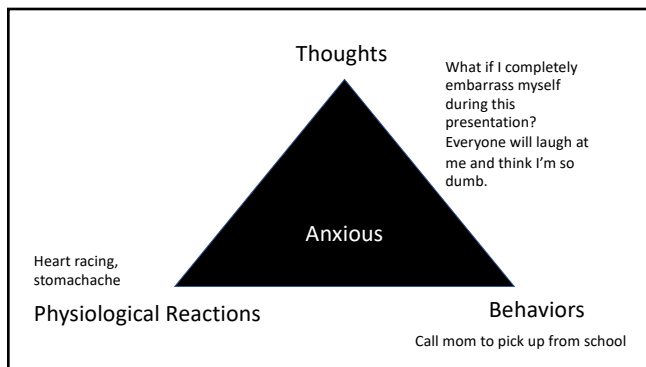 Thoughts
What if I completely
embarrass myself
during this
presentation?
Everyone will laugh at
me and think I'm so
dumb.
Anxious
Heart racing,
stomachache
Physiological Reactions
Behaviors
Call mom to pick up from school